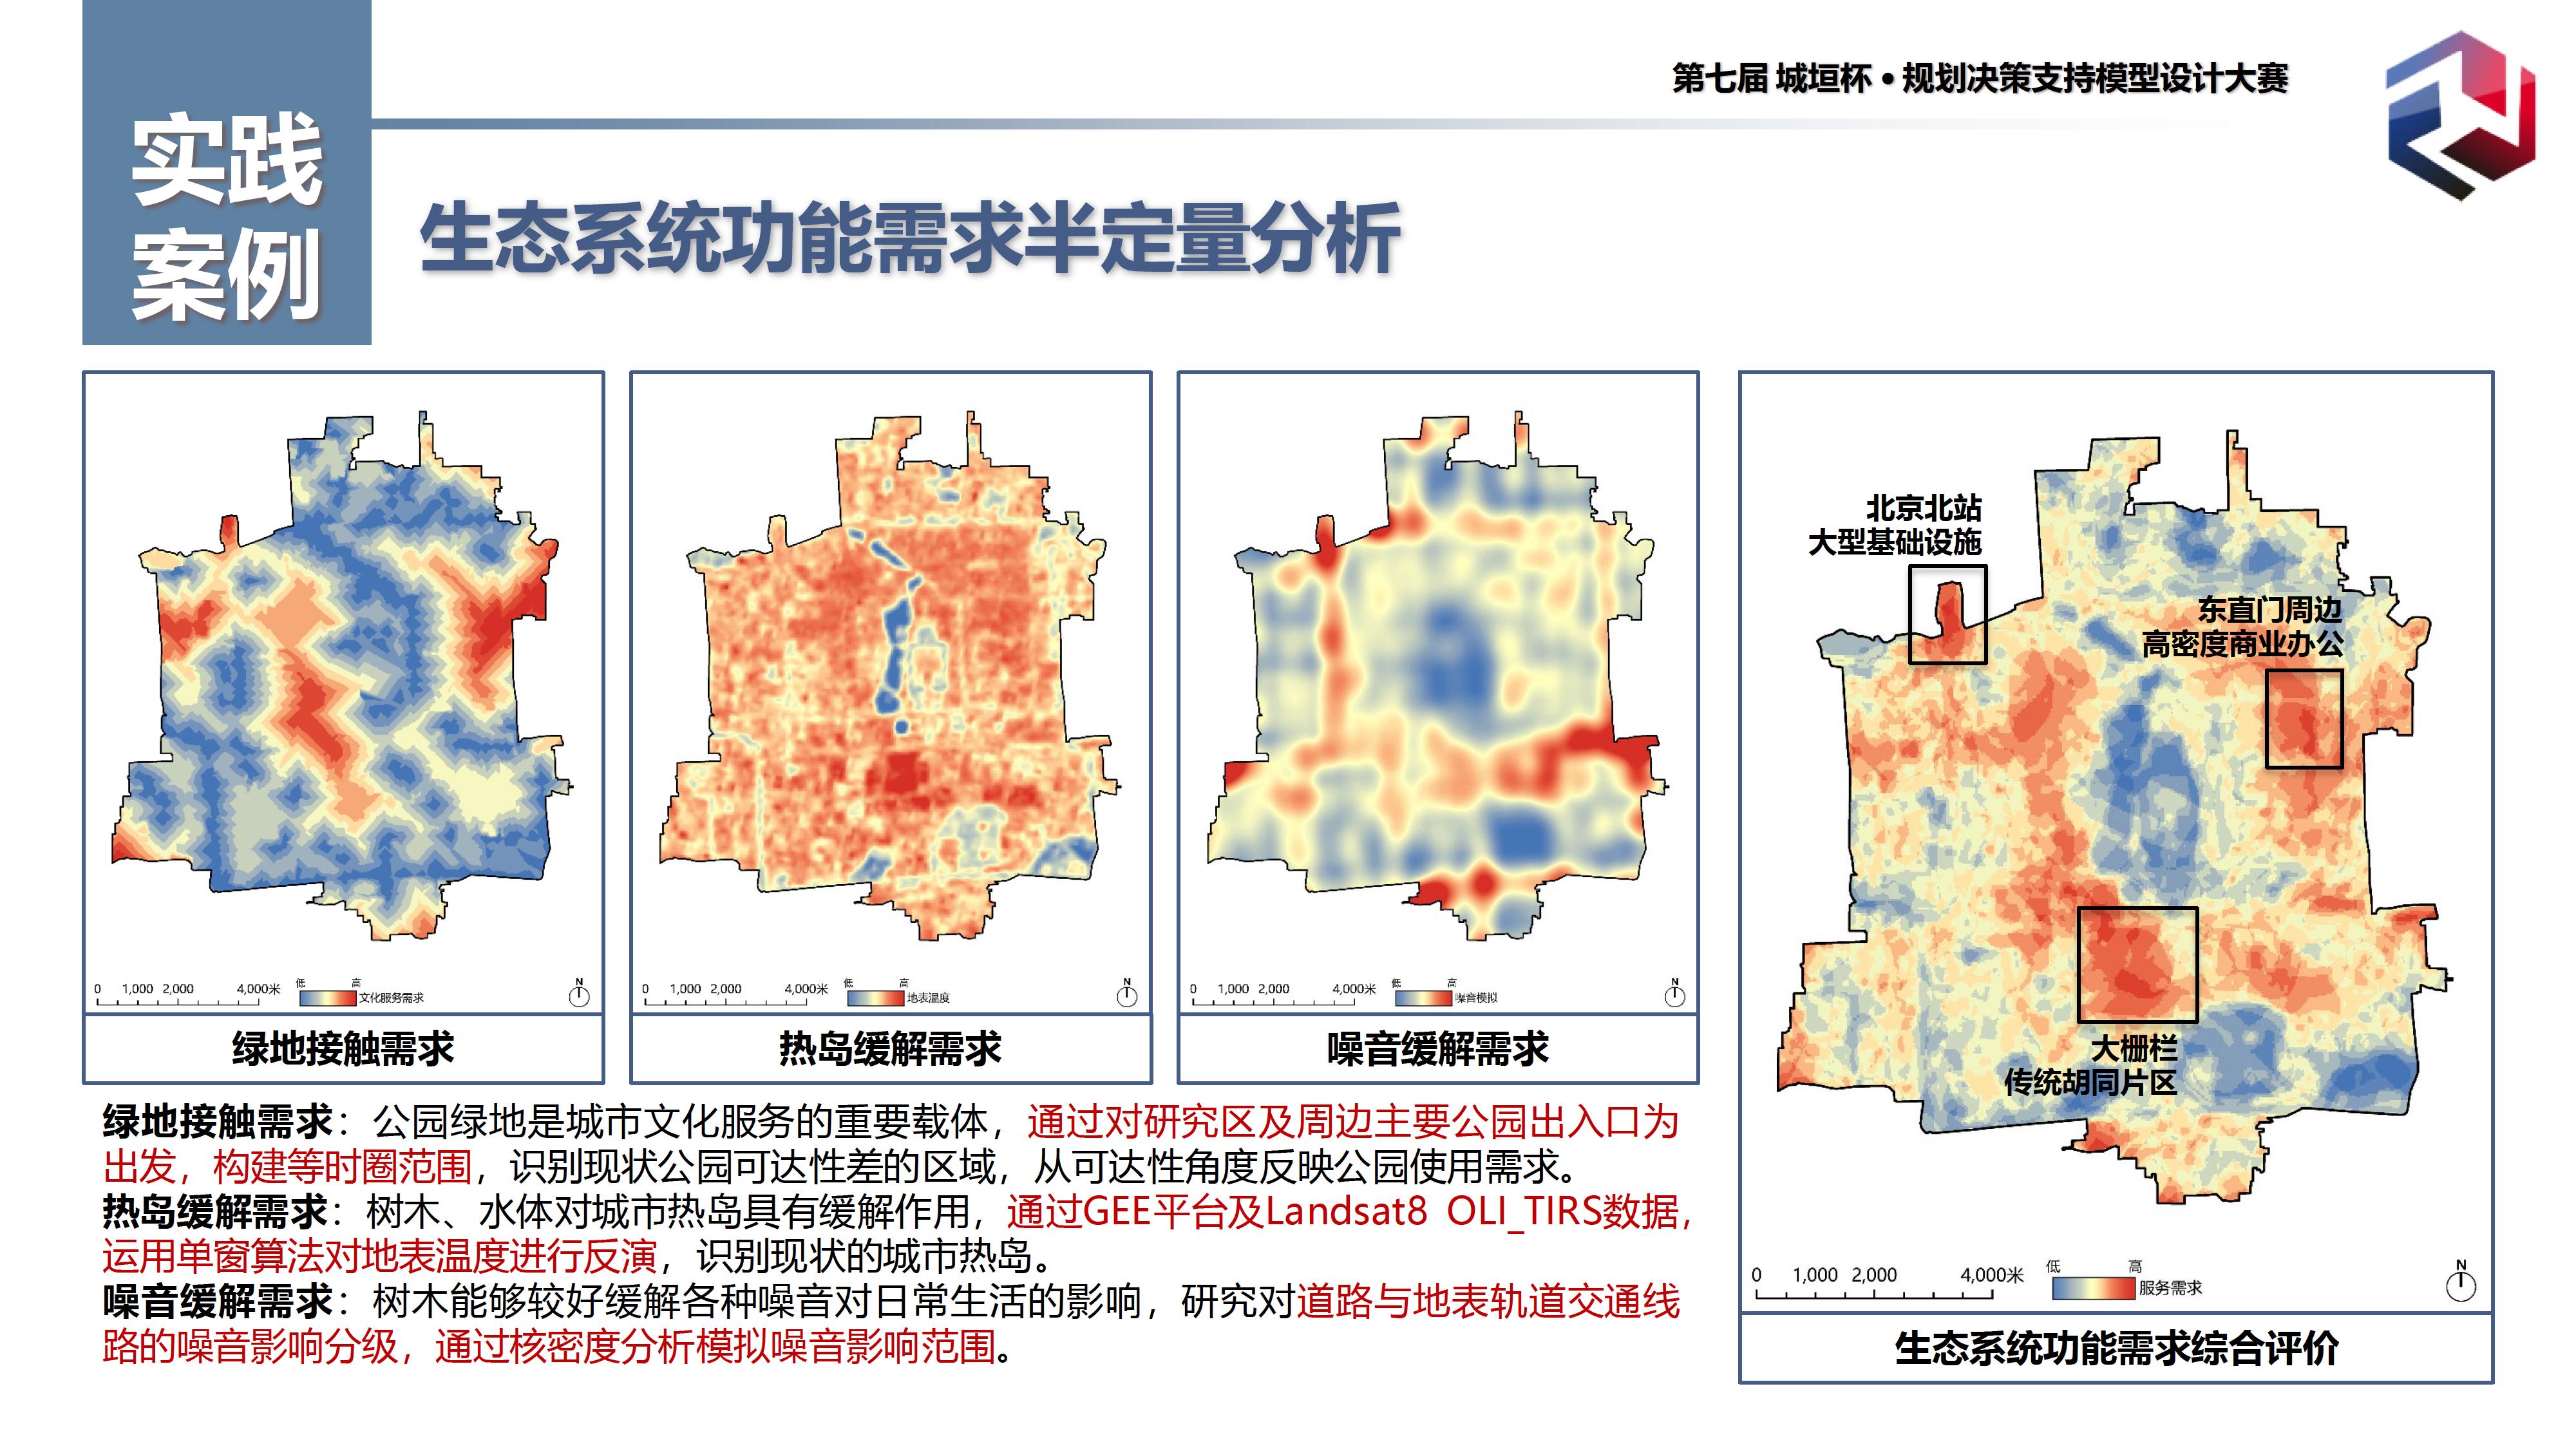 第七届 城垣杯•规划决策支持模型设计大赛
实践
案例
生态系统功能需求半定量分析
0 1,000 2,000 4,000米
低 高
文化服务需求
N
绿地接触需求
0 1,000 2,000 4,000米
低 高
地表温度
N
热岛缓解需求
0 1,000 2,000 4,000米
低 高
噪音模拟
N
噪音缓解需求
绿地接触需求：公园绿地是城市文化服务的重要载体，通过对研究区及周边主要公园出入口为
出发，构建等时圈范围，识别现状公园可达性差的区域，从可达性角度反映公园使用需求。
热岛缓解需求：树木、水体对城市热岛具有缓解作用，通过GEE平台及Landsat8 OLI_TIRS数据，
运用单窗算法对地表温度进行反演，识别现状的城市热岛。
噪音缓解需求：树木能够较好缓解各种噪音对日常生活的影响，研究对道路与地表轨道交通线
路的噪音影响分级，通过核密度分析模拟噪音影响范围。
北京北站
大型基础设施
东直门周边
高密度商业办公
大栅栏
传统胡同片区
0 1,000 2,000 4,000米
低 高
服务需求
N
生态系统功能需求综合评价